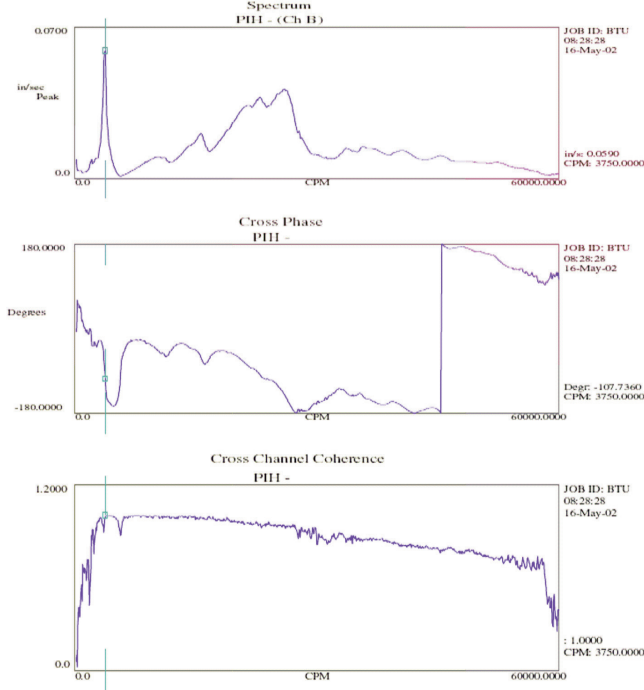 Spectrum
PIH - (Ch B)
0.0700
in/sec
Peak
0.0
0.0
CPM
60000.0000
JOB ID: BTU
08:28:28
16-May-02
in/s: 0.0590
CPM: 3750.0000
Cross Phase
PIH -
180.0000
Degrees
-180.0000
0.0
CPM
60000.0000
JOB ID: BTU
08:28:28
16-May-02
Degr: -107.7360
CPM: 3750.0000
Cross Channel Coherence
PIH -
1.2000
0.0
0.0
CPM
60000.0000
JOB ID: BTU
08:28:28
16-May-02
: 1.0000
CPM: 3750.0000